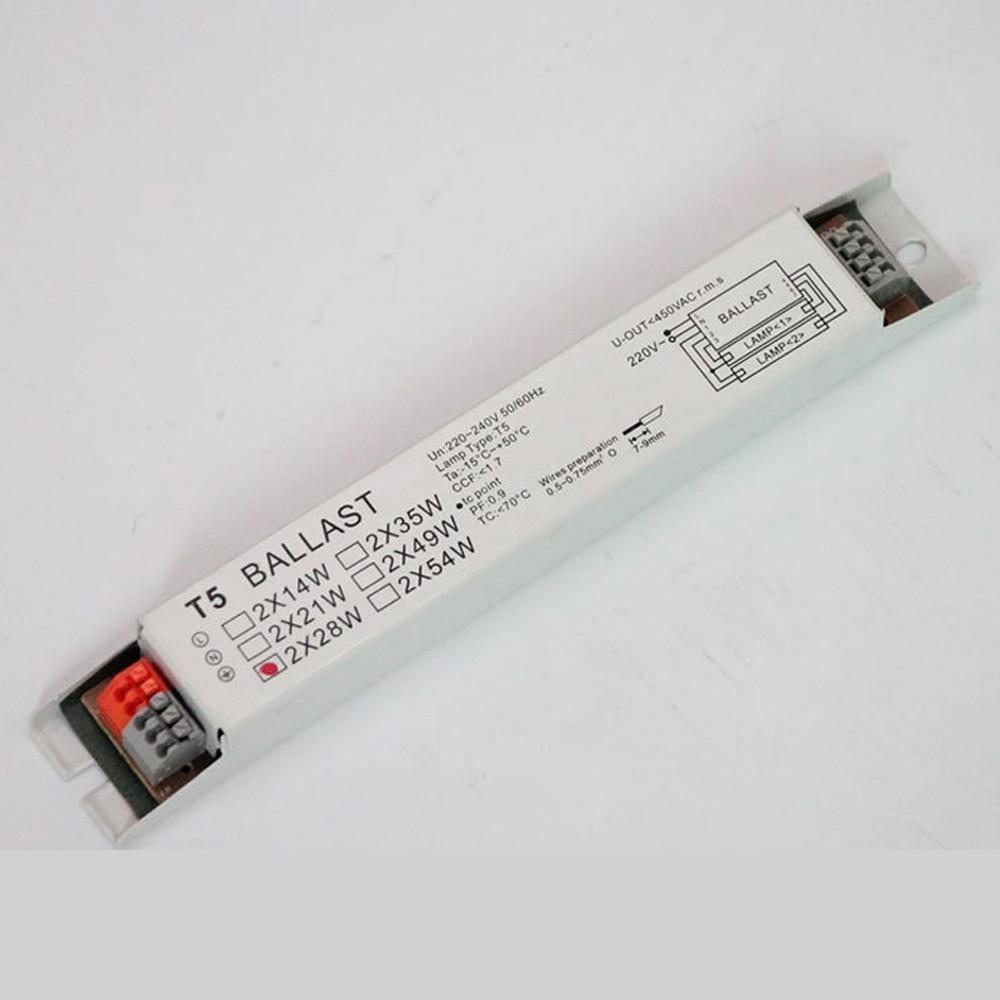 T5 BALLAST
2X14W
2X21W
2X28W
2X35W
2X49W
2X54W
L
N
Un:220~240V 50/60Hz
Lamp Type:T5
Ta:-15°C~+50°C
CCF:<1.7
tc point
PF:0.9
TC:<70°C
Wires preparation
0.5~0.75mm² O
7-9mm
U-OUT<450VAC r.m.s
220V~
BALLAST
LAMP<1>
LAMP<2>